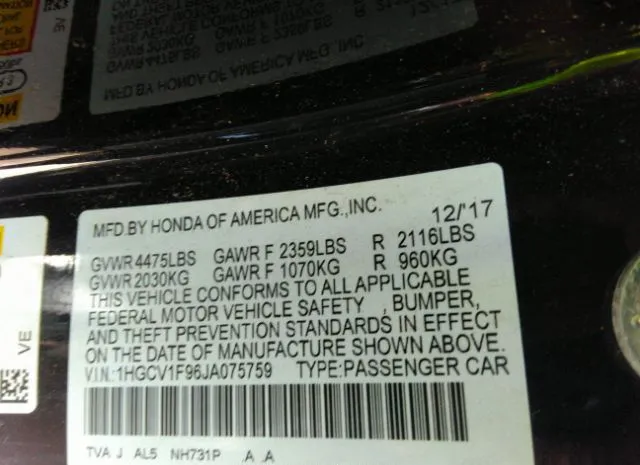 MFD.BY HONDA OF AMERICA MFG.,INC. 12/'17
GVWR 4475LBS GAWR F 2359LBS R 2116LBS
GVWR 2030KG GAWR F 1070KG R 960KG
THIS VEHICLE CONFORMS TO ALL APPLICABLE
FEDERAL MOTOR VEHICLE SAFETY , BUMPER,
AND THEFT PREVENTION STANDARDS IN EFFECT
ON THE DATE OF MANUFACTURE SHOWN ABOVE.
V.I.N.:1HGCV1F96JA075759 TYPE:PASSENGER CAR
TVA J AL5 NH731P .A .A
VE